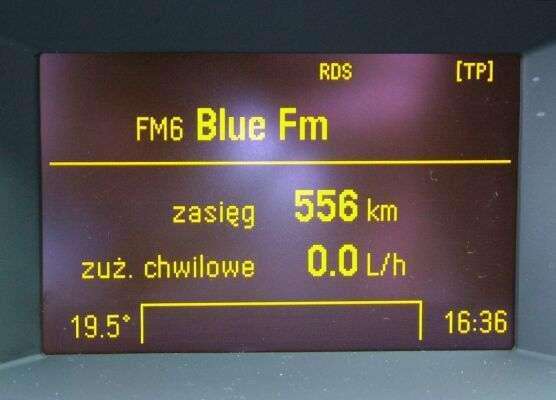 RDS [TP]
FM6 Blue Fm
zasięg 556 km
zuż. chwilowe 0.0 L/h
19.5° 16:36